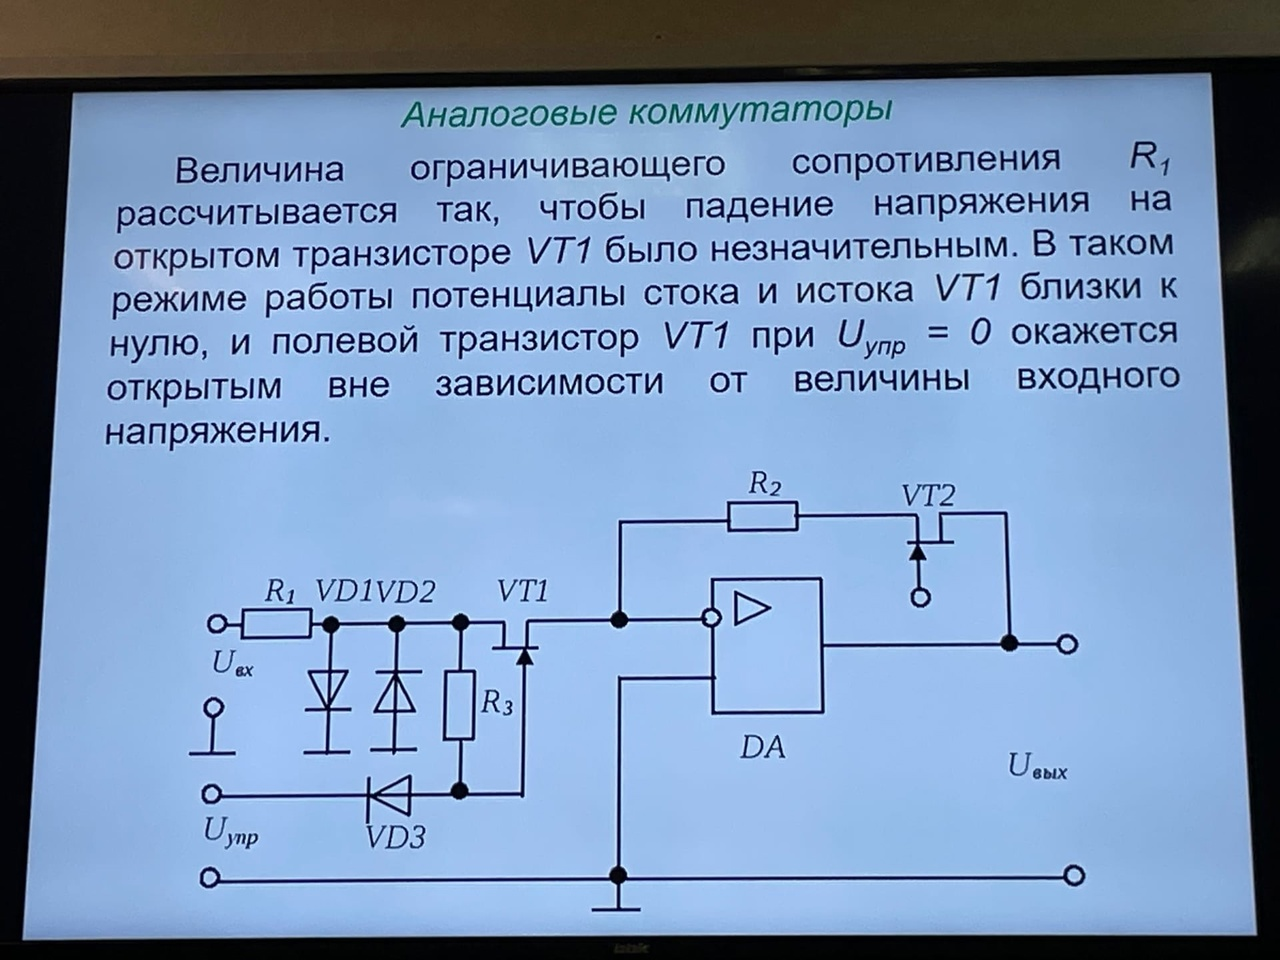 Аналоговые коммутаторы
Величина ограничивающего сопротивления R₁
рассчитывается так, чтобы падение напряжения на
открытом транзисторе VT1 было незначительным. В таком
режиме работы потенциалы стока и истока VT1 близки к
нулю, и полевой транзистор VT1 при Uупр = 0 окажется
открытым вне зависимости от величины входного
напряжения.
R₂
VT2
R₁ VD1VD2 VT1
Uвх
R₃
DA
Uвых
Uупр
VD3